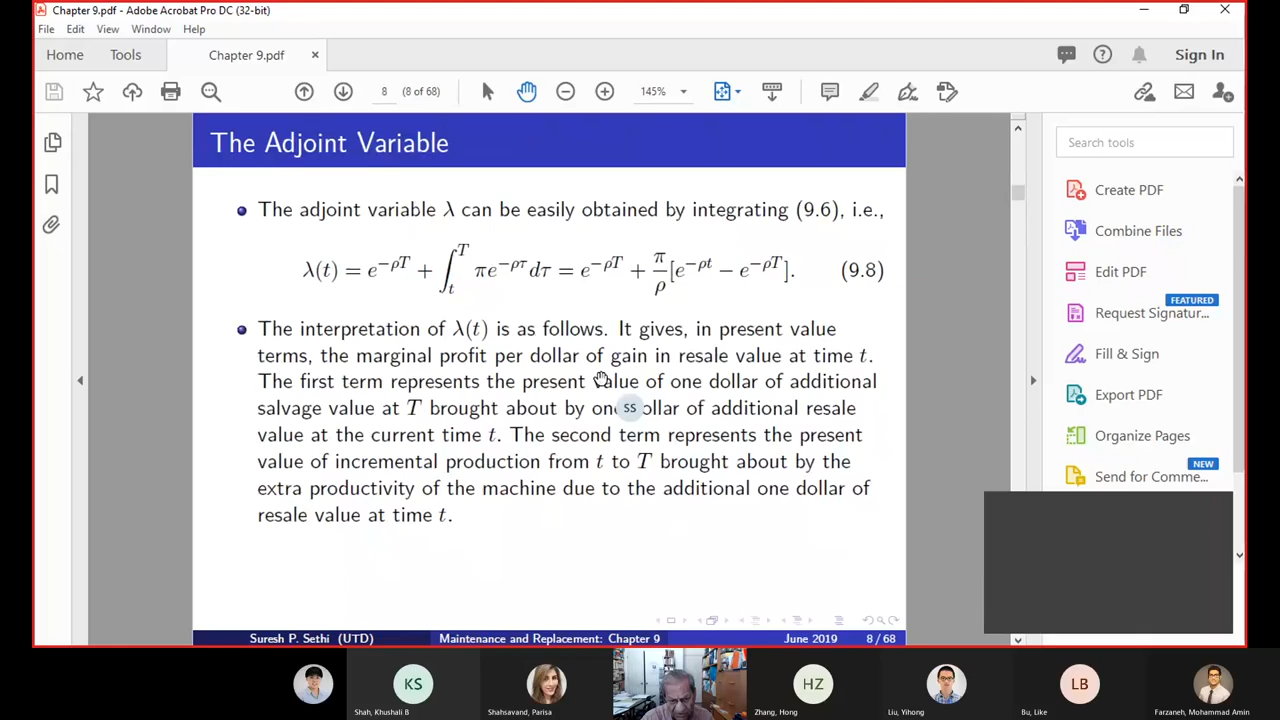 Chapter 9.pdf - Adobe Acrobat Pro DC (32-bit)
File Edit View Window Help
Home Tools Chapter 9.pdf × Sign In
8 (8 of 68) 145%
The Adjoint Variable
The adjoint variable λ can be easily obtained by integrating (9.6), i.e.,
λ(t) = e^{−ρT} + ∫_t^T πe^{−ρτ}dτ = e^{−ρT} + π/ρ[e^{−ρt} − e^{−ρT}]. (9.8)
The interpretation of λ(t) is as follows. It gives, in present value
terms, the marginal profit per dollar of gain in resale value at time t.
The first term represents the present value of one dollar of additional
salvage value at T brought about by one dollar of additional resale
value at the current time t. The second term represents the present
value of incremental production from t to T brought about by the
extra productivity of the machine due to the additional one dollar of
resale value at time t.
SS
Suresh P. Sethi (UTD) Maintenance and Replacement: Chapter 9 June 2019 8 / 68
Search tools
Create PDF
Combine Files
Edit PDF
FEATURED
Request Signatur...
Fill & Sign
Export PDF
Organize Pages
NEW
Send for Comme...
KS HZ LB
Shah, Khushali B Shahsavand, Parisa Zhang, Hong Liu, Yihong Bu, Like Farzaneh, Mohammad Amin